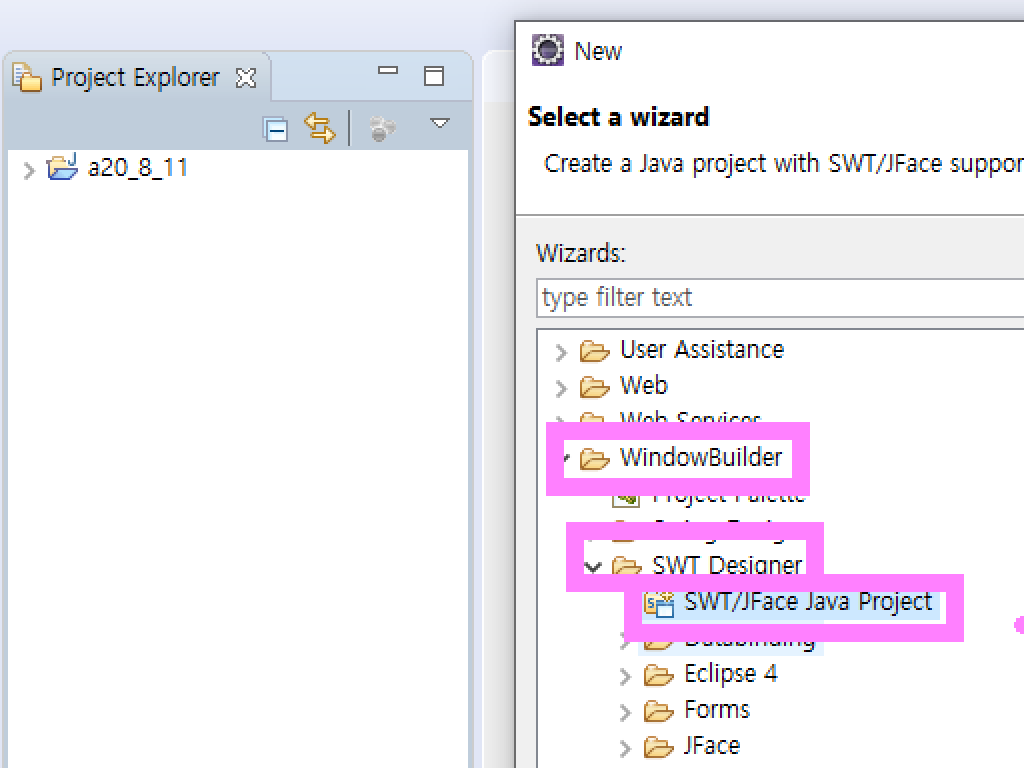 Project Explorer
a20_8_11
New
Select a wizard
Create a Java project with SWT/JFace suppor
Wizards:
type filter text
User Assistance
Web
Web Services
WindowBuilder
Project Palette
SWT Designer
SWT/JFace Java Project
Databinding
Eclipse 4
Forms
JFace